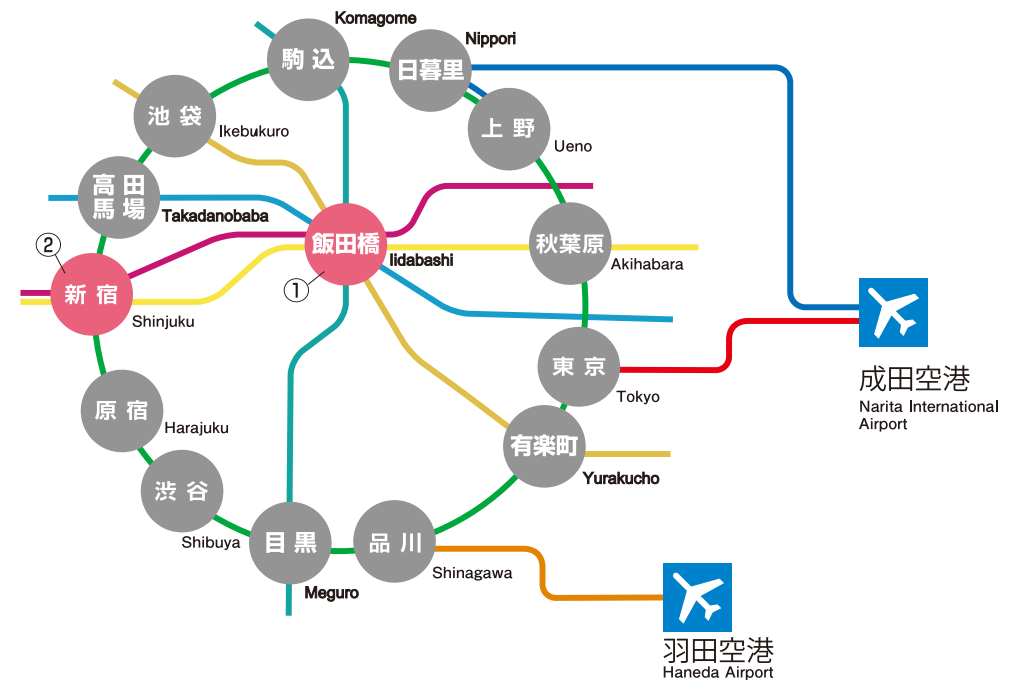 駒込
Komagome
日暮里
Nippori
池袋
Ikebukuro
上野
Ueno
高田
馬場
Takadanobaba
飯田橋
Iidabashi
①
秋葉原
Akihabara
②
新宿
Shinjuku
東京
Tokyo
成田空港
Narita International
Airport
原宿
Harajuku
有楽町
Yurakucho
渋谷
Shibuya
目黒
Meguro
品川
Shinagawa
羽田空港
Haneda Airport